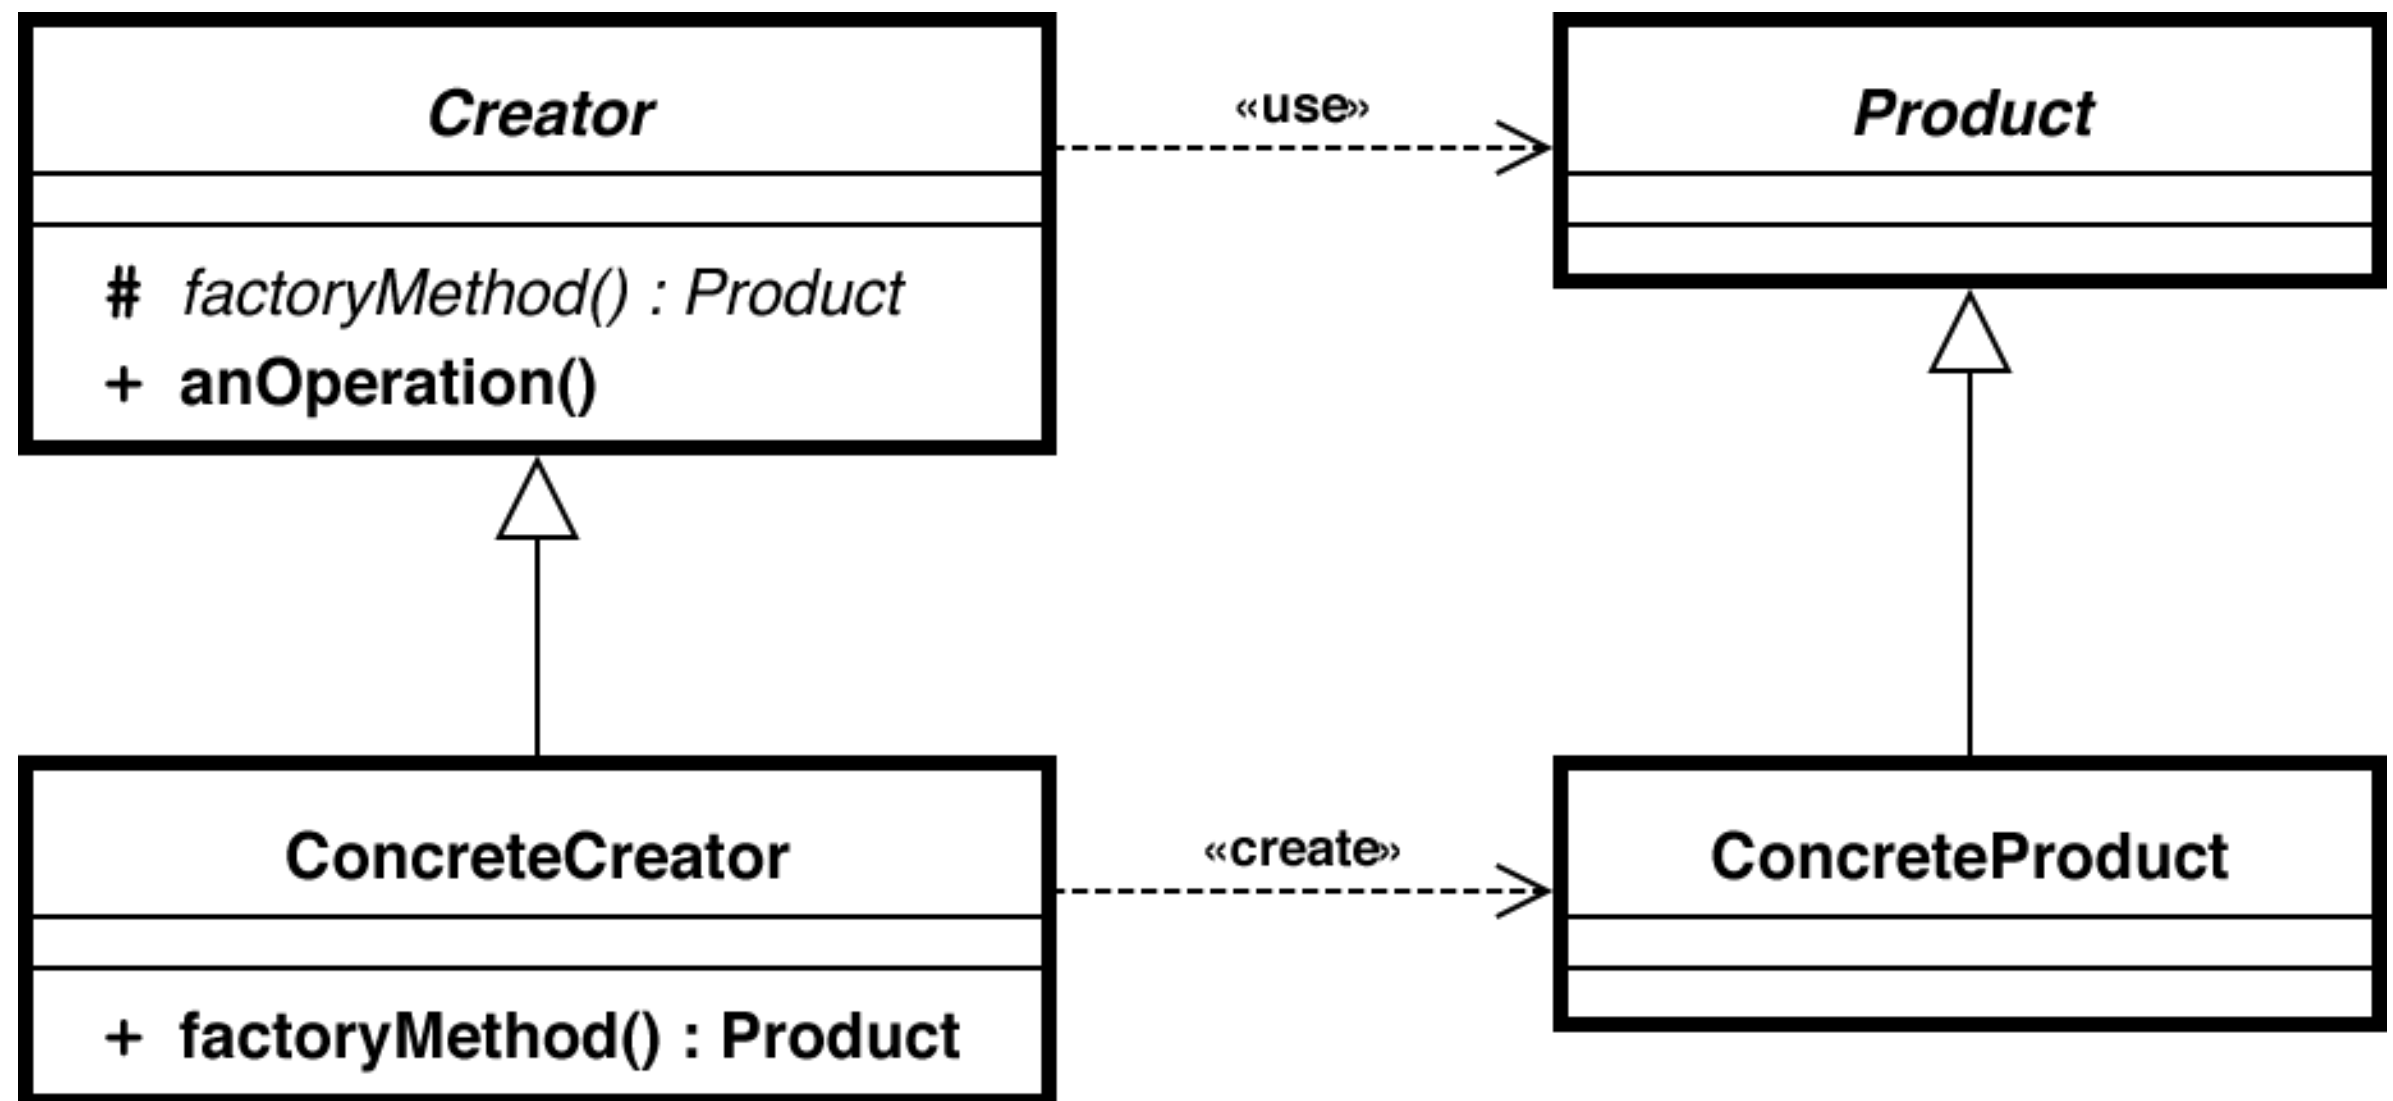 Creator
«use»
Product
# factoryMethod() : Product
+ anOperation()
ConcreteCreator
«create»
ConcreteProduct
+ factoryMethod() : Product